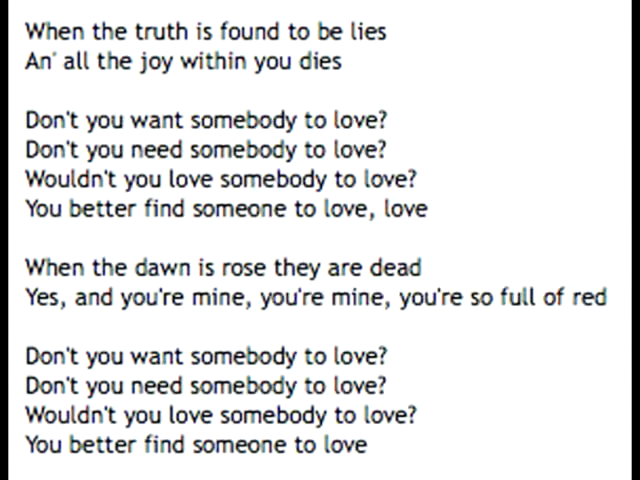 When the truth is found to be lies
An' all the joy within you dies
Don't you want somebody to love?
Don't you need somebody to love?
Wouldn't you love somebody to love?
You better find someone to love, love
When the dawn is rose they are dead
Yes, and you're mine, you're mine, you're so full of red
Don't you want somebody to love?
Don't you need somebody to love?
Wouldn't you love somebody to love?
You better find someone to love